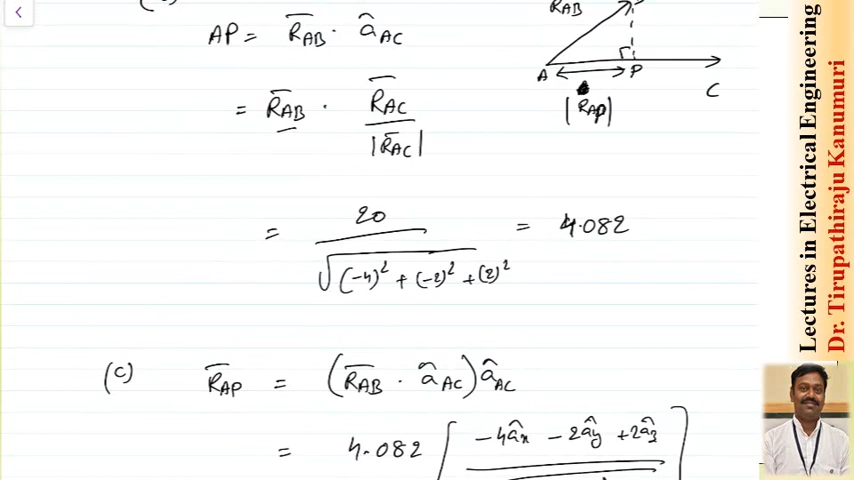 AP = R̅AB · âAC
RAB
A P
C
|RAP|
= R̅AB · R̅AC / |R̅AC|
= 20 / √((-4)² + (-2)² + (2)²) = 4.082
(c) R̅AP = (R̅AB · âAC) âAC
= 4.082 [ -4âx - 2ây + 2âz
Lectures in Electrical Engineering
Dr. Tirupathiraju Kanumuri